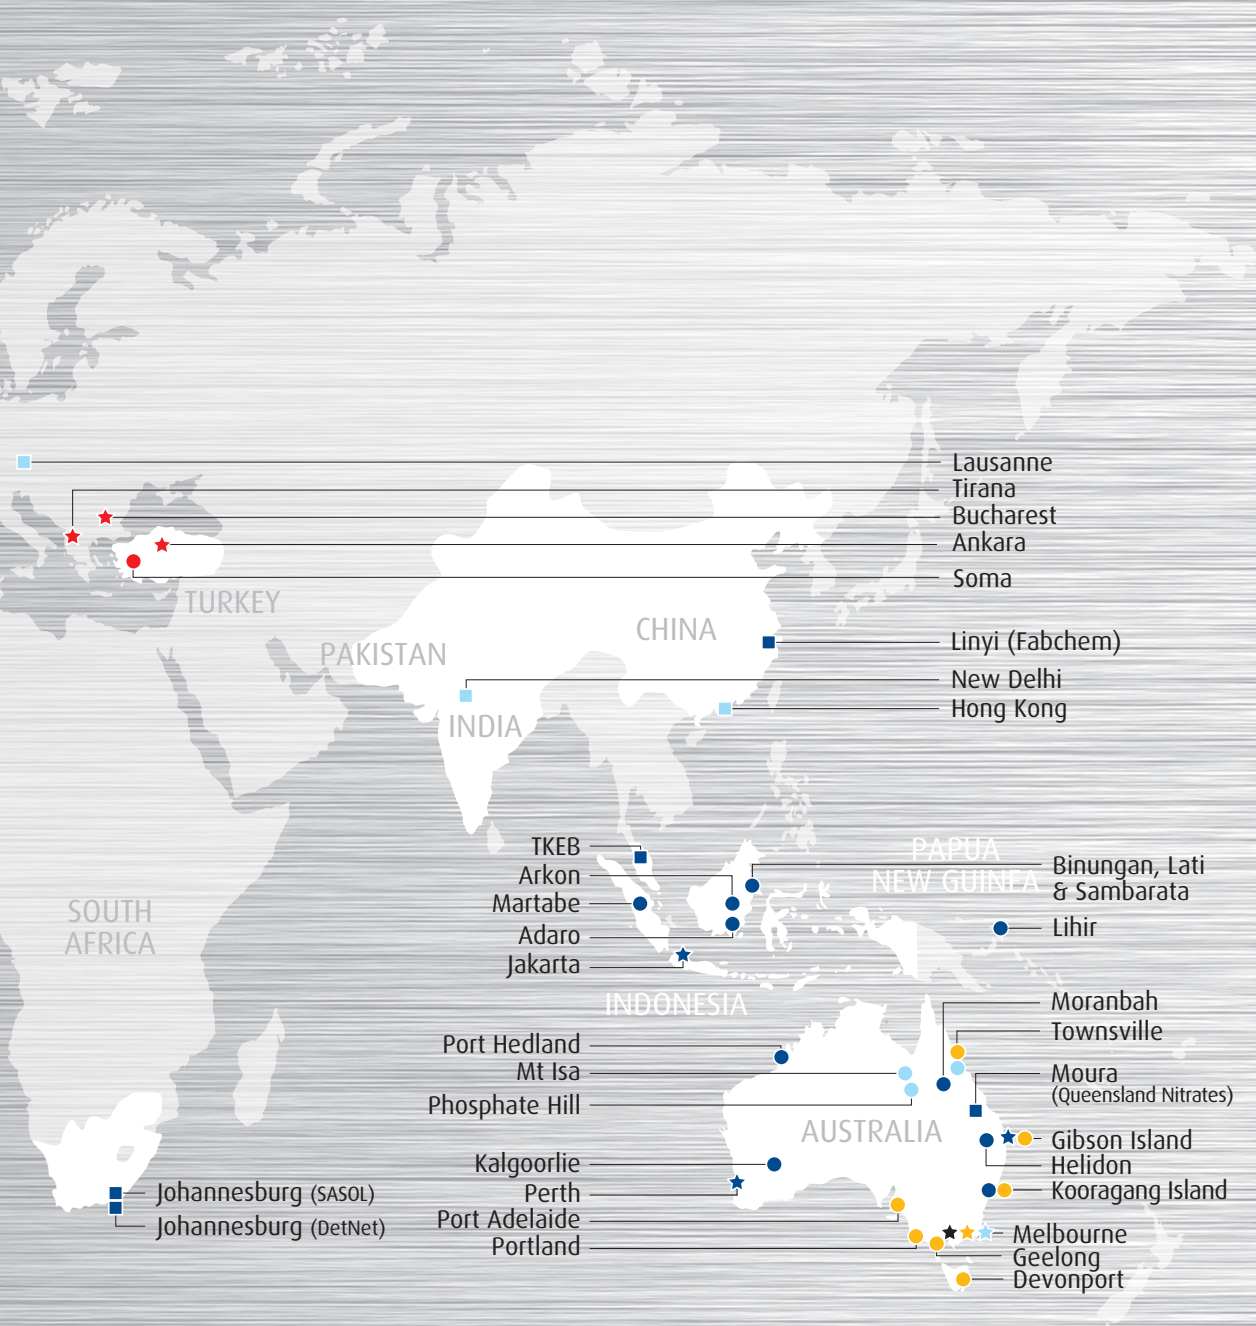 Lausanne
Tirana
Bucharest
Ankara
Soma
TURKEY
CHINA
Linyi (Fabchem)
PAKISTAN
New Delhi
Hong Kong
INDIA
TKEB
Arkon
Martabe
Adaro
Jakarta
PAPUA
NEW GUINEA
Binungan, Lati
& Sambarata
Lihir
SOUTH
AFRICA
INDONESIA
Moranbah
Townsville
Port Hedland
Mt Isa
Phosphate Hill
Moura
(Queensland Nitrates)
AUSTRALIA
Gibson Island
Helidon
Kooragang Island
Kalgoorlie
Perth
Port Adelaide
Portland
Johannesburg (SASOL)
Johannesburg (DetNet)
Melbourne
Geelong
Devonport